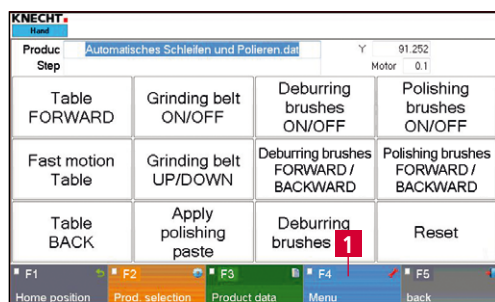 KNECHT
Hand
Produc Automatisches Schleifen und Polieren.dat Y 91.252
Step Motor 0.1
Table FORWARD
Grinding belt ON/OFF
Deburring brushes ON/OFF
Polishing brushes ON/OFF
Fast motion Table
Grinding belt UP/DOWN
Deburring brushes FORWARD / BACKWARD
Polishing brushes FORWARD / BACKWARD
Table BACK
Apply polishing paste
Deburring brushes
Reset
1
F1 F2 F3 F4 F5
Home position Prod. selection Product data Menu back